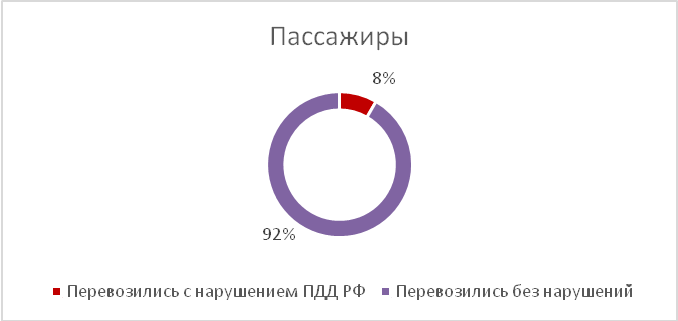 Пассажиры
8%
92%
Перевозились с нарушением ПДД РФ
Перевозились без нарушений